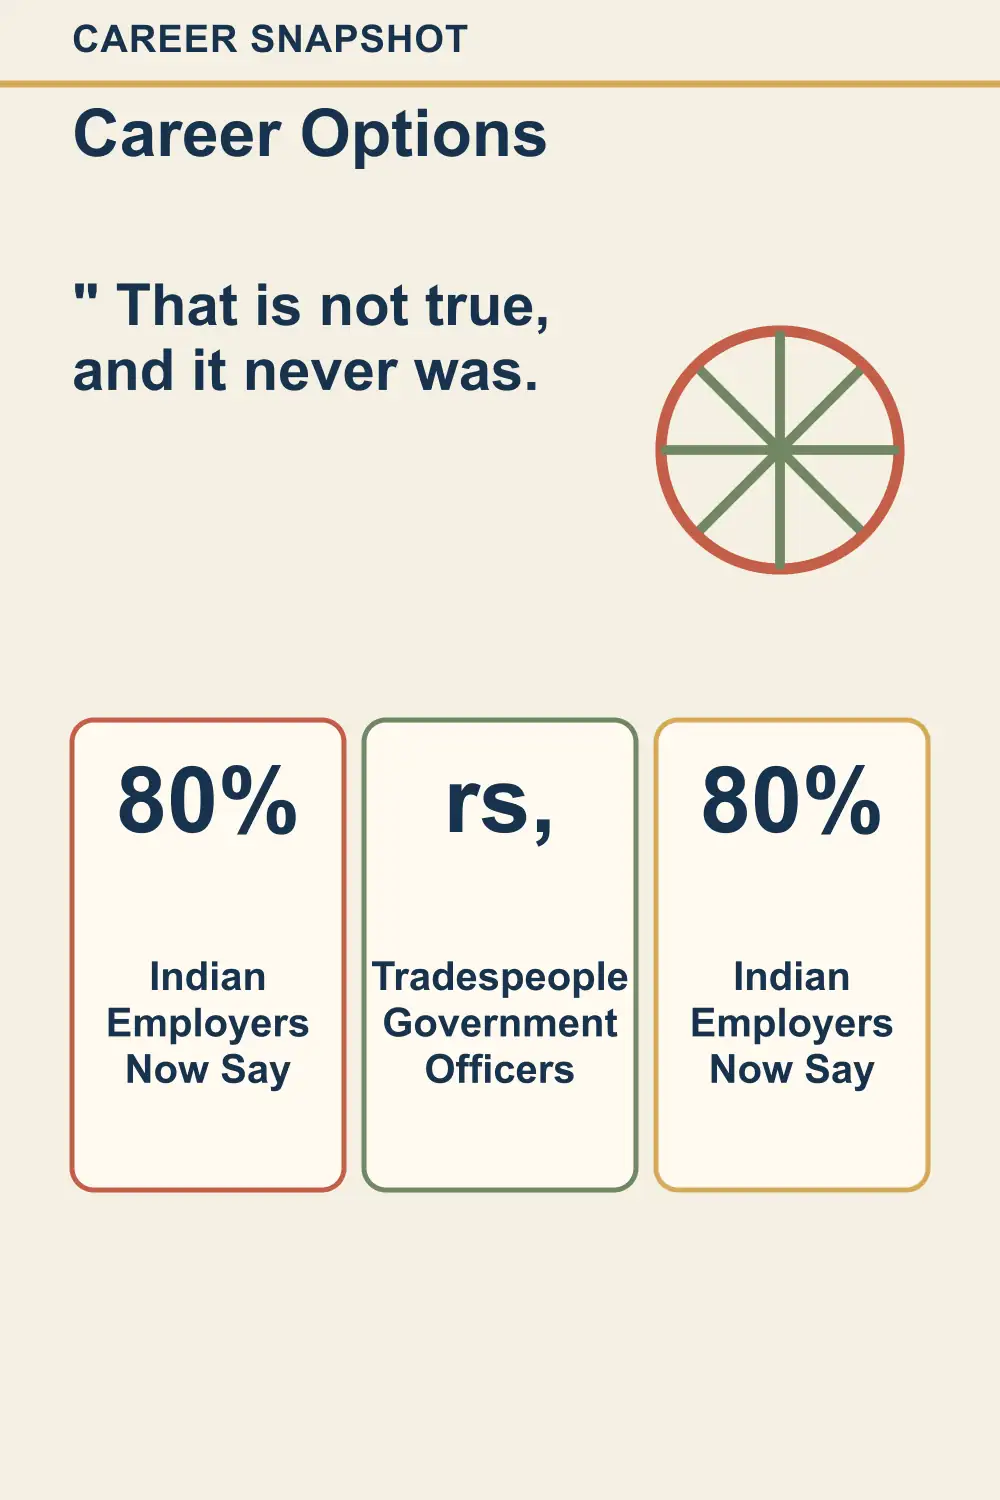 CAREER SNAPSHOT
Career Options
" That is not true,
and it never was.
80%
Indian
Employers
Now Say
rs,
Tradespeople
Government
Officers
80%
Indian
Employers
Now Say